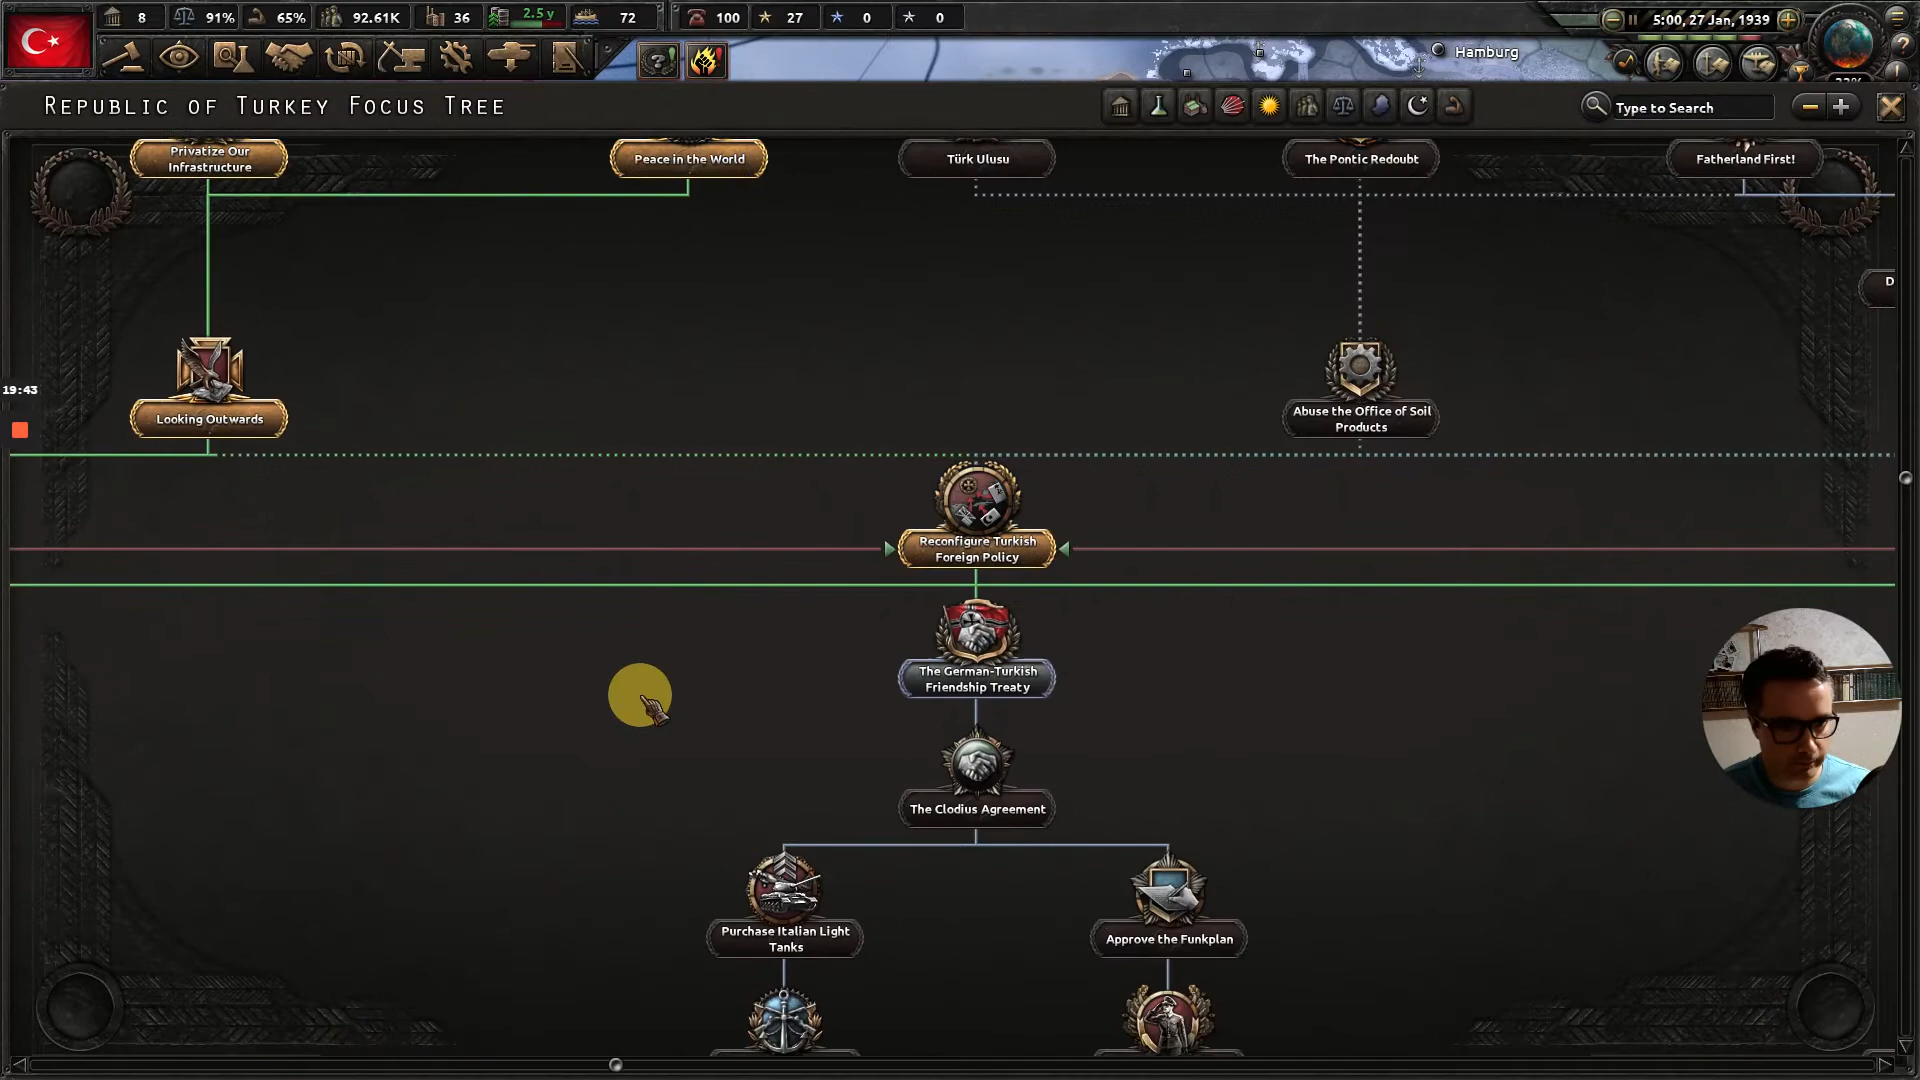 8 91% 65% 92.61K 36 2.5 y 72 100 27 0 0 5:00, 27 Jan, 1939
Hamburg
REPUBLIC OF TURKEY FOCUS TREE
Type to Search
Privatize Our
Infrastructure
Peace in the World
Türk Ulusu
The Pontic Redoubt
Fatherland First!
D
19:43
Looking Outwards
Abuse the Office of Soil
Products
Reconfigure Turkish
Foreign Policy
The German-Turkish
Friendship Treaty
The Clodius Agreement
Purchase Italian Light
Tanks
Approve the Funkplan